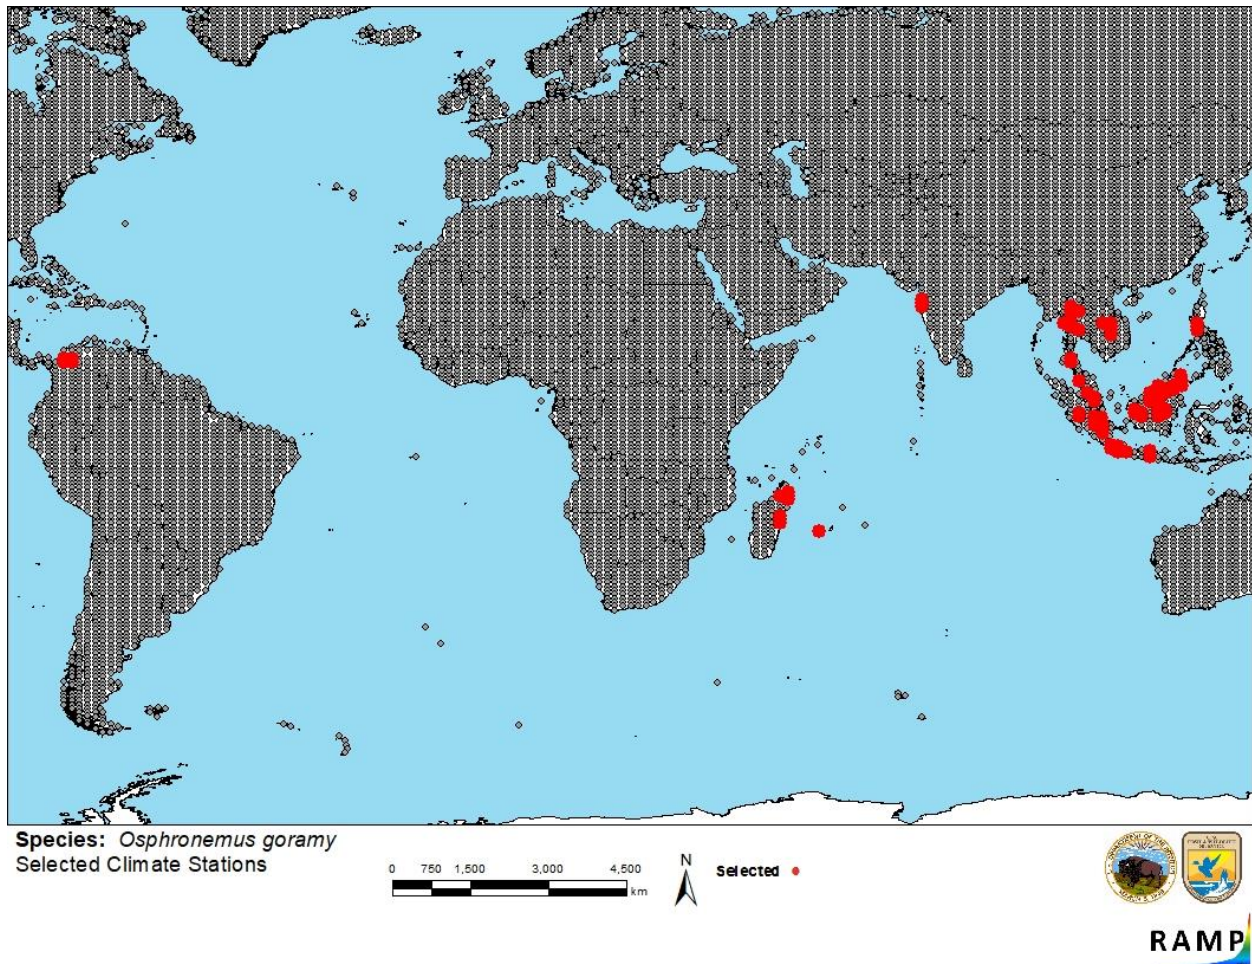 Species: Osphronemus goramy
Selected Climate Stations
0 750 1,500 3,000 4,500
km
N
Selected
RAMP